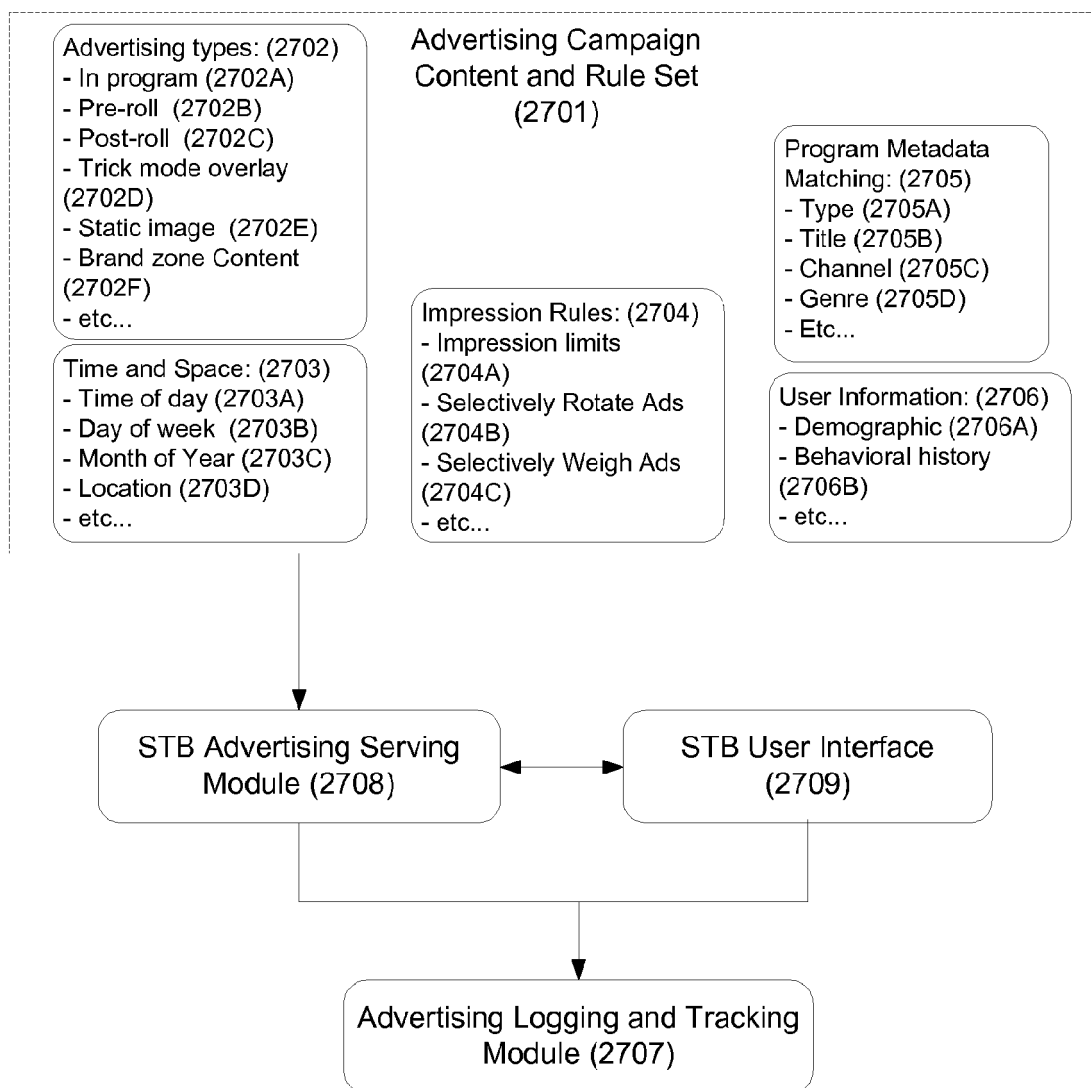 Advertising Campaign
Content and Rule Set
(2701)
Advertising types: (2702)
- In program (2702A)
- Pre-roll (2702B)
- Post-roll (2702C)
- Trick mode overlay
(2702D)
- Static image (2702E)
- Brand zone Content
(2702F)
- etc...
Time and Space: (2703)
- Time of day (2703A)
- Day of week (2703B)
- Month of Year (2703C)
- Location (2703D)
- etc...
Impression Rules: (2704)
- Impression limits
(2704A)
- Selectively Rotate Ads
(2704B)
- Selectively Weigh Ads
(2704C)
- etc...
Program Metadata
Matching: (2705)
- Type (2705A)
- Title (2705B)
- Channel (2705C)
- Genre (2705D)
- Etc...
User Information: (2706)
- Demographic (2706A)
- Behavioral history
(2706B)
- etc...
STB Advertising Serving
Module (2708)
STB User Interface
(2709)
Advertising Logging and Tracking
Module (2707)